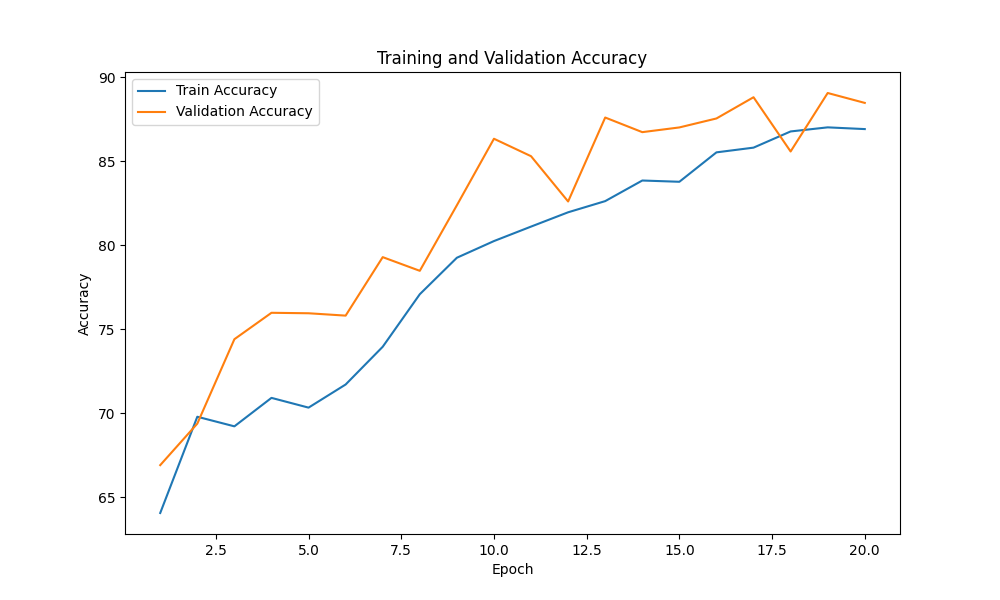 Training and Validation Accuracy
Train Accuracy
Validation Accuracy
90
85
80
75
70
65
Accuracy
2.5 5.0 7.5 10.0 12.5 15.0 17.5 20.0
Epoch